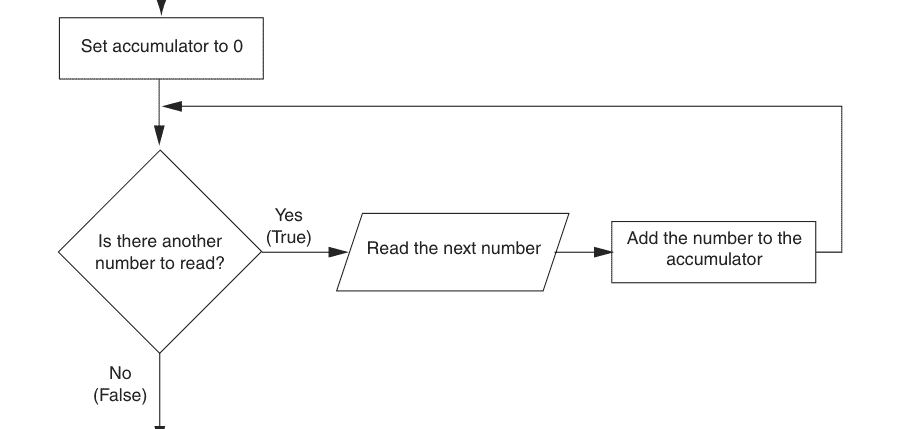 Set accumulator to 0
Yes
(True)
Is there another
number to read?
Read the next number
Add the number to the
accumulator
No
(False)